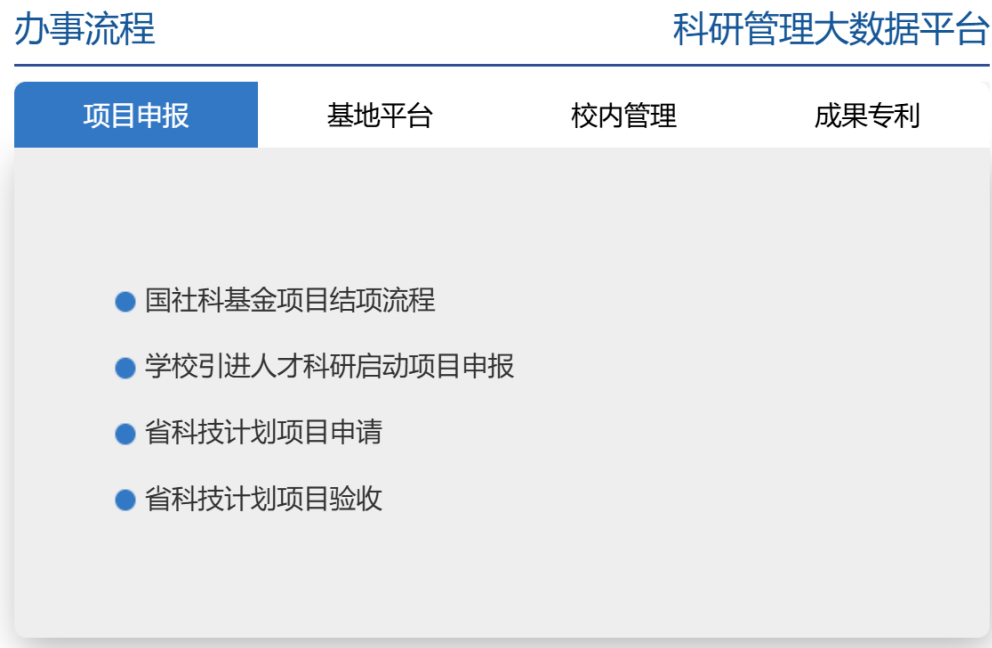 办事流程 科研管理大数据平台
项目申报 基地平台 校内管理 成果专利
国社科基金项目结项流程
学校引进人才科研启动项目申报
省科技计划项目申请
省科技计划项目验收